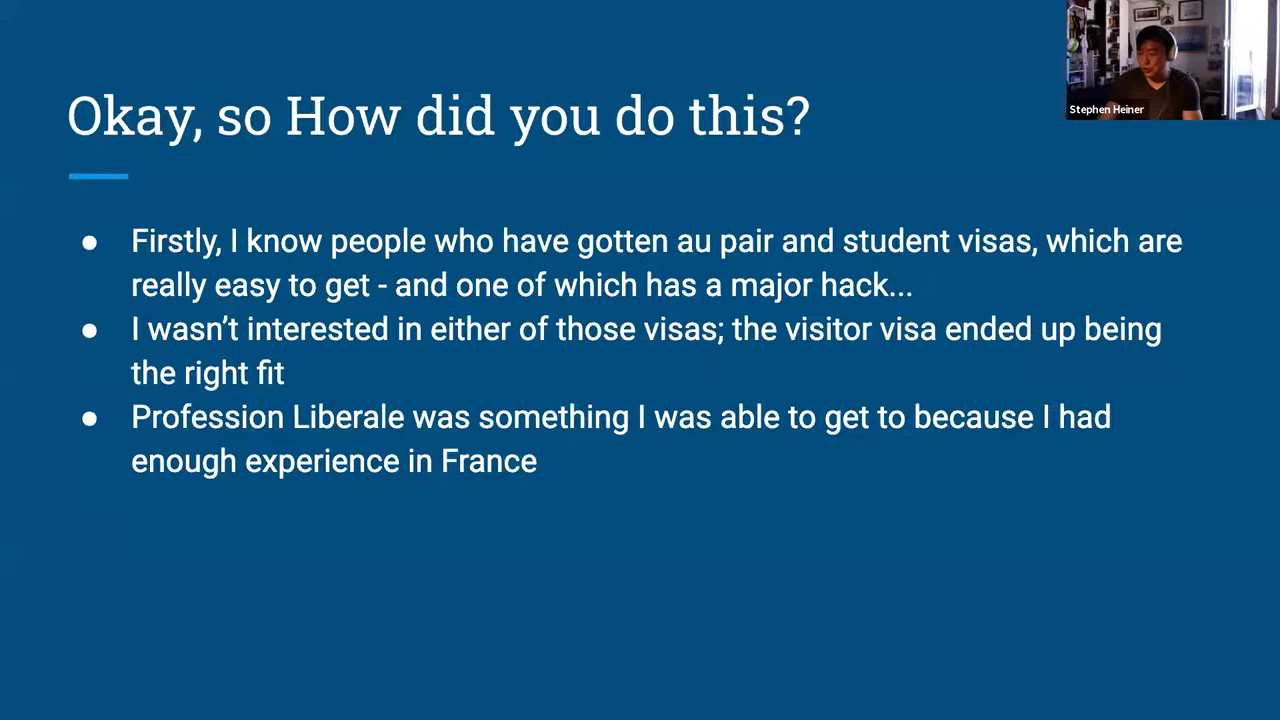 Stephen Heiner
Okay, so How did you do this?
● Firstly, I know people who have gotten au pair and student visas, which are
really easy to get - and one of which has a major hack...
● I wasn’t interested in either of those visas; the visitor visa ended up being
the right fit
● Profession Liberale was something I was able to get to because I had
enough experience in France